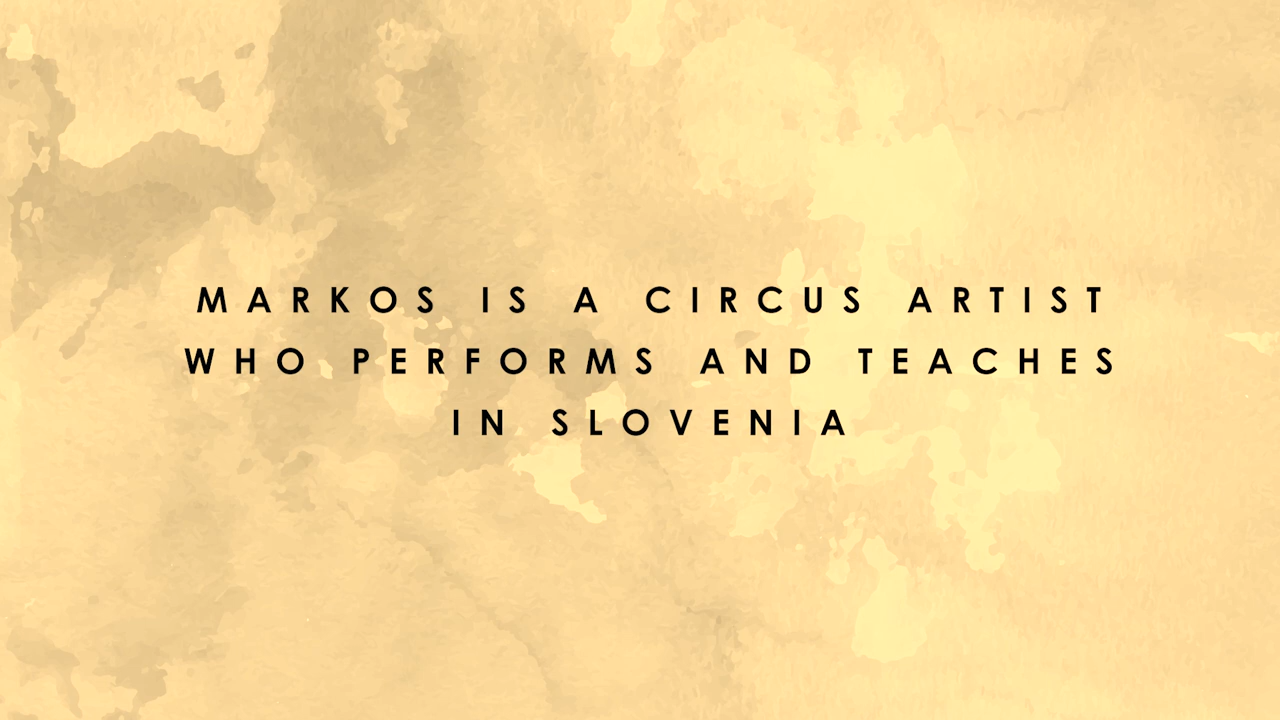 MARKOS IS A CIRCUS ARTIST
WHO PERFORMS AND TEACHES
IN SLOVENIA